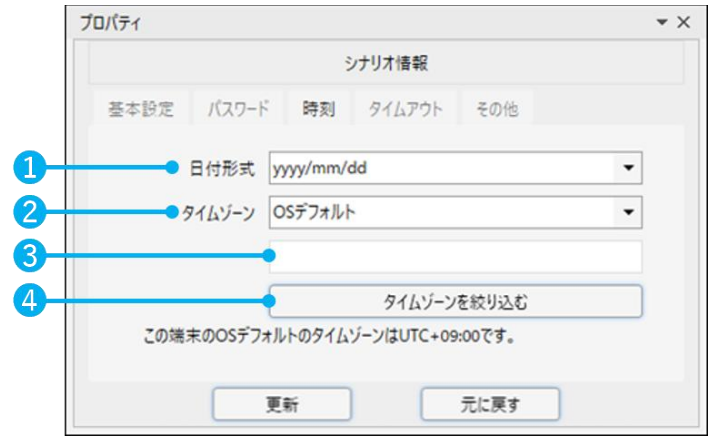 プロパティ
シナリオ情報
基本設定 パスワード 時刻 タイムアウト その他
1 日付形式 yyyy/mm/dd
2 タイムゾーン OSデフォルト
3
4 タイムゾーンを絞り込む
この端末のOSデフォルトのタイムゾーンはUTC+09:00です。
更新 元に戻す